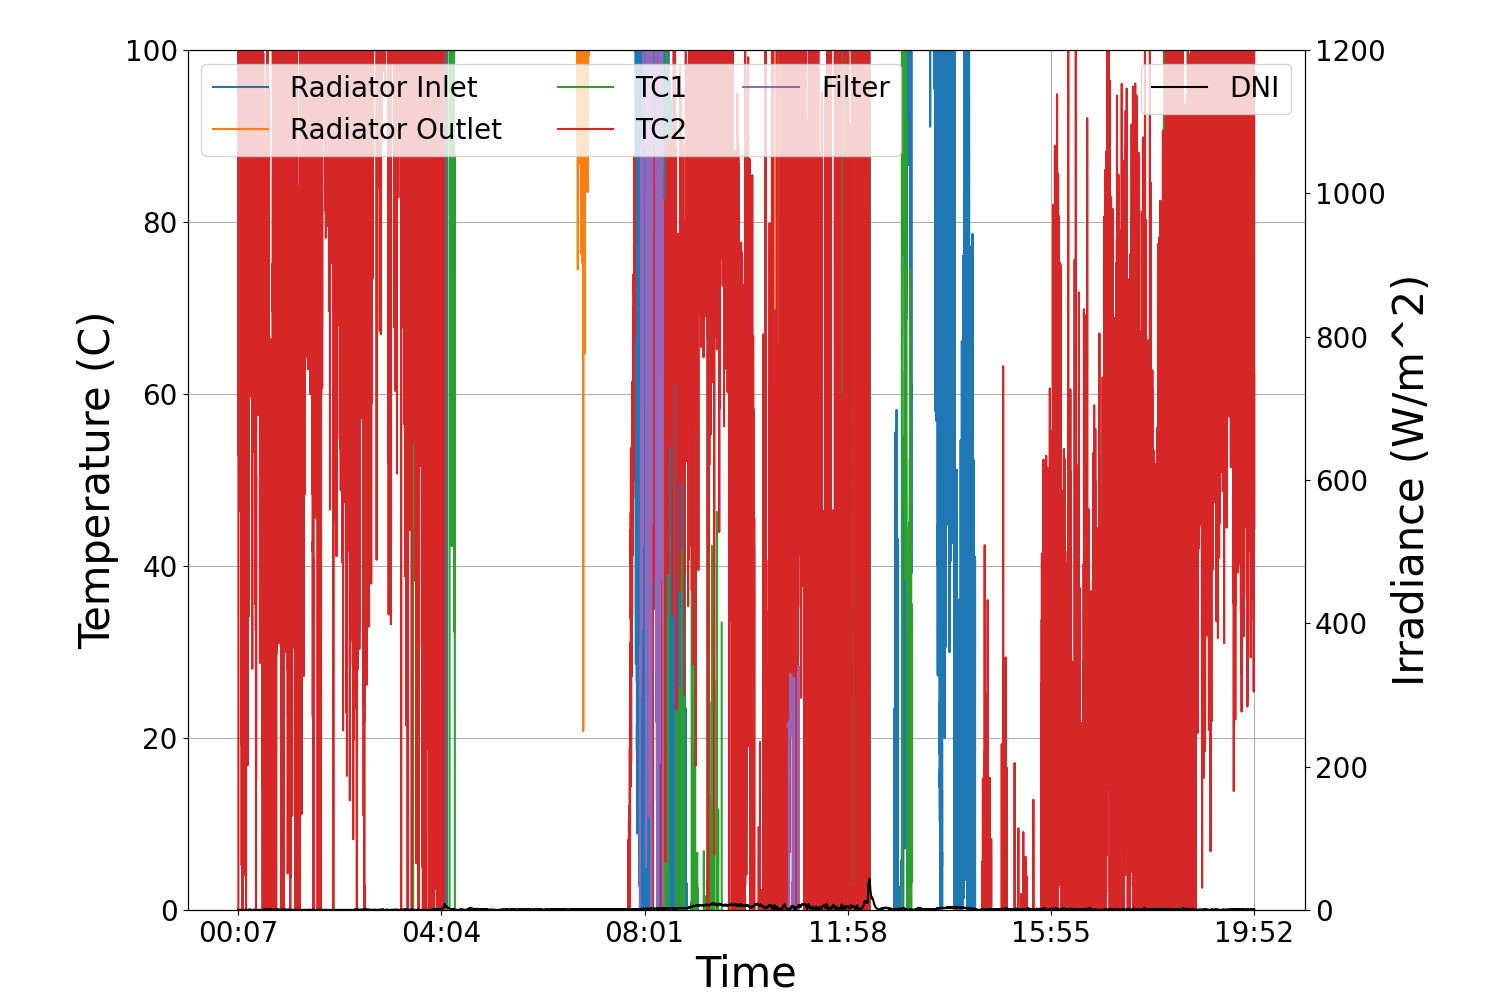 Radiator Inlet
Radiator Outlet
TC1
TC2
Filter
DNI
100
80
60
40
20
0
Temperature (C)
1200
1000
800
600
400
200
0
Irradiance (W/m^2)
00:07 04:04 08:01 11:58 15:55 19:52
Time